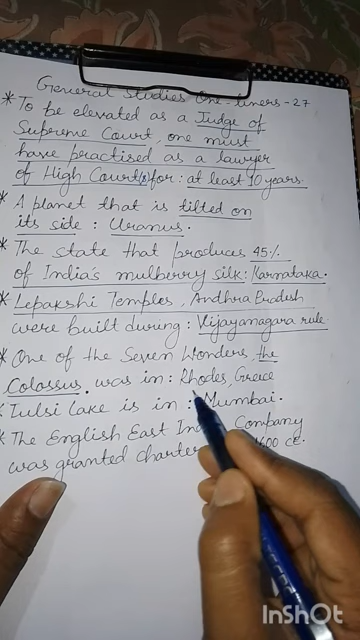 General Studies One-liners-27
* To be elevated as a Judge of
Supreme Court, one must
have practised as a lawyer
of High Court(s) for: at least 10 years.
* A planet that is tilted on
its side : Uranus.
* The state that produces 45%
of India's mulberry silk: Karnataka.
* Lepakshi Temples, Andhra Pradesh
were built during: Vijayanagara rule.
* One of the Seven Wonders, the
Colossus, was in: Rhodes, Greece
* Tulsi Lake is in : Mumbai.
* The English East Company
was granted charter 1600 CE.
InShOt